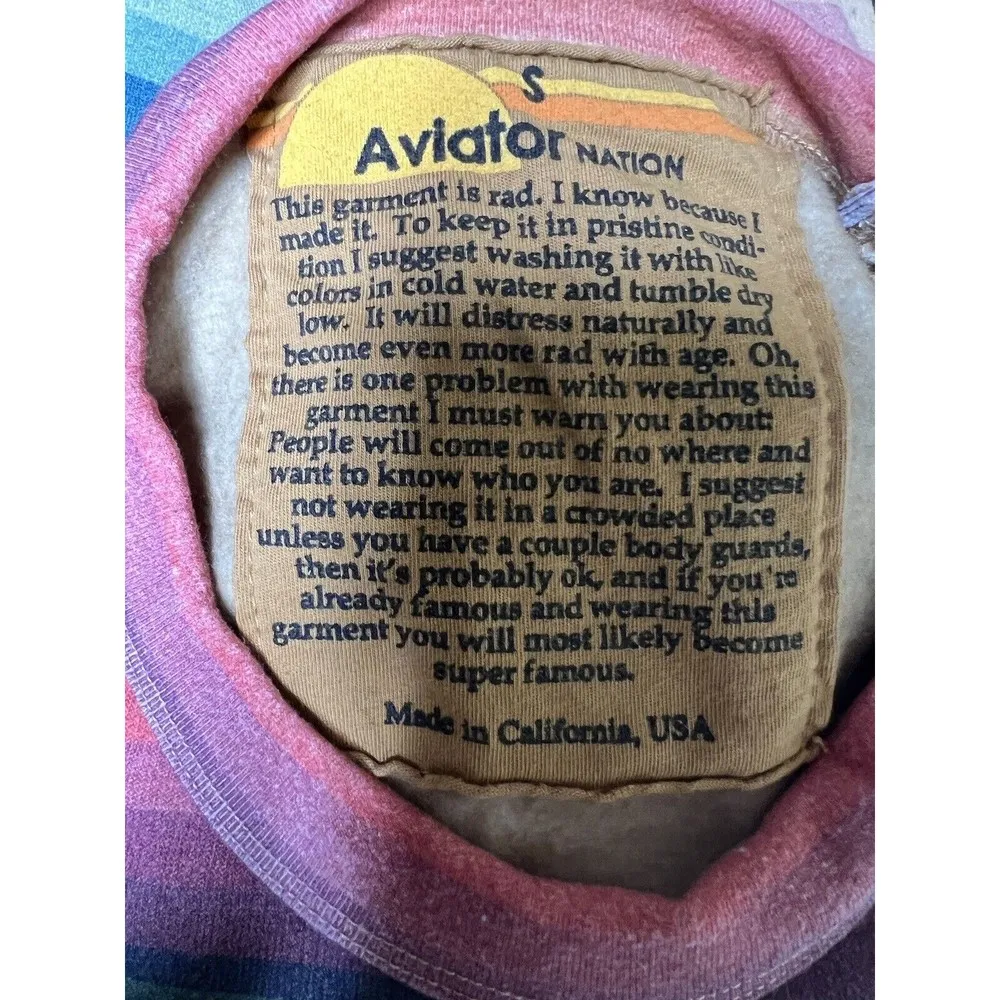 S
Aviator NATION
This garment is rad. I know because I
made it. To keep it in pristine condi-
tion I suggest washing it with like
colors in cold water and tumble dry
low. It will distress naturally and
become even more rad with age. Oh,
there is one problem with wearing this
garment I must warn you about:
People will come out of no where and
want to know who you are. I suggest
not wearing it in a crowded place
unless you have a couple body guards,
then it's probably ok, and if you're
already famous and wearing this
garment you will most likely become
super famous.
Made in California, USA